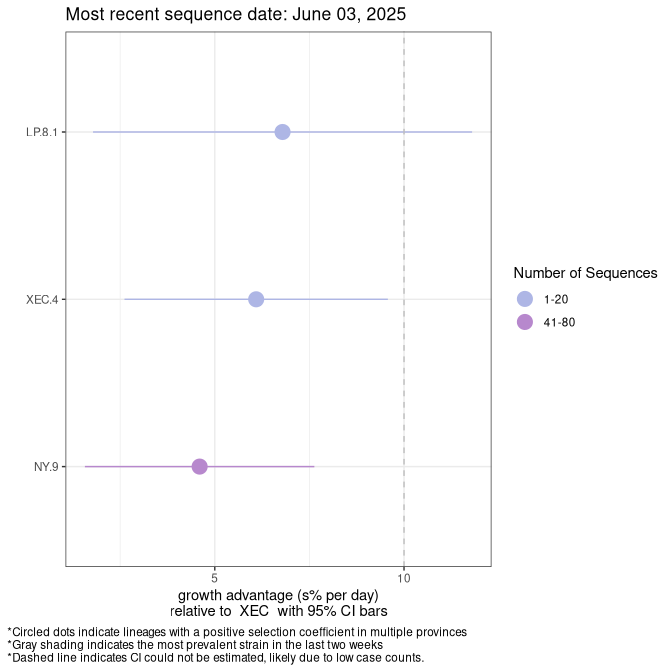 Most recent sequence date: June 03, 2025
LP.8.1
XEC.4
NY.9
5
10
growth advantage (s% per day)
relative to XEC with 95% CI bars
Number of Sequences
1-20
41-80
*Circled dots indicate lineages with a positive selection coefficient in multiple provinces
*Gray shading indicates the most prevalent strain in the last two weeks
*Dashed line indicates CI could not be estimated, likely due to low case counts.